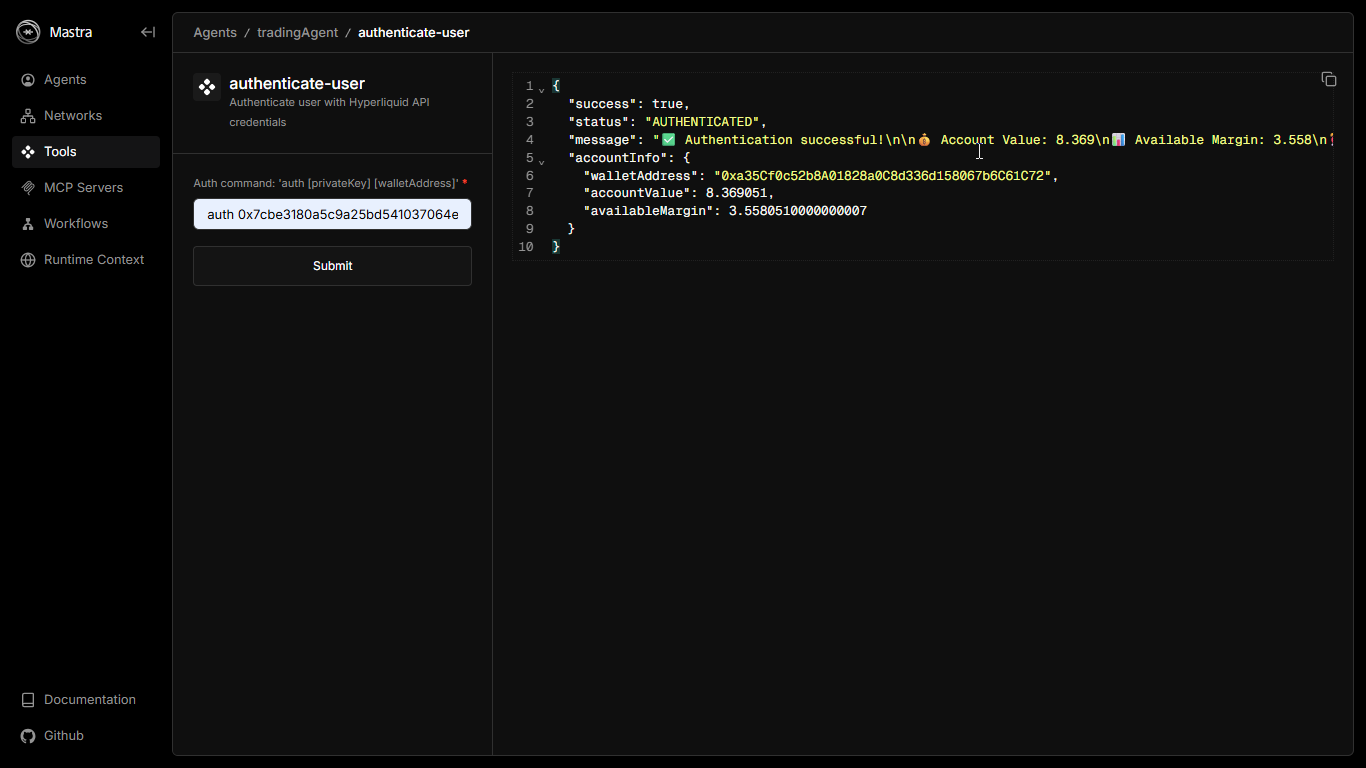 Mastra
Agents
Networks
Tools
MCP Servers
Workflows
Runtime Context
Documentation
Github
Agents / tradingAgent / authenticate-user
authenticate-user
Authenticate user with Hyperliquid API
credentials
Auth command: 'auth [privateKey] [walletAddress]' *
auth 0x7cbe3180a5c9a25bd541037064e
Submit
1 {
2 "success": true,
3 "status": "AUTHENTICATED",
4 "message": "✅ Authentication successful!\n\n💰 Account Value: 8.369\n📊 Available Margin: 3.558\n
5 "accountInfo": {
6 "walletAddress": "0xa35Cf0c52b8A01828a0C8d336d158067b6C61C72",
7 "accountValue": 8.369051,
8 "availableMargin": 3.5580510000000007
9 }
10 }